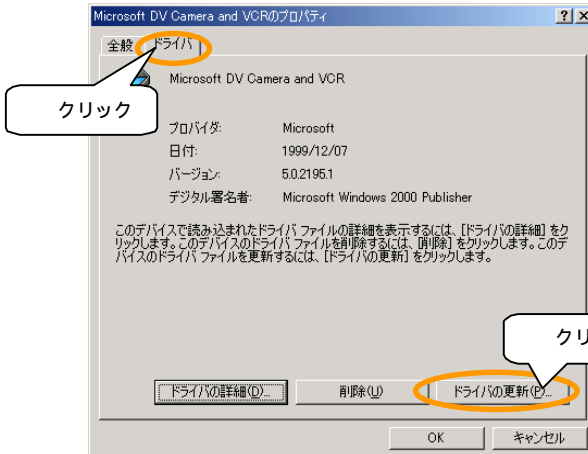 Microsoft DV Camera and VCRのプロパティ
全般
ドライバ
Microsoft DV Camera and VCR
クリック
プロバイダ: Microsoft
日付: 1999/12/07
バージョン: 5.0.2195.1
デジタル署名者: Microsoft Windows 2000 Publisher
このデバイスで読み込まれたドライバ ファイルの詳細を表示するには、[ドライバの詳細] をク
リックします。このデバイスのドライバ ファイルを削除するには、[削除] をクリックします。このデ
バイスのドライバ ファイルを更新するには、[ドライバの更新] をクリックします。
クリ
ドライバの詳細(D)... 削除(U) ドライバの更新(P)...
OK キャンセル